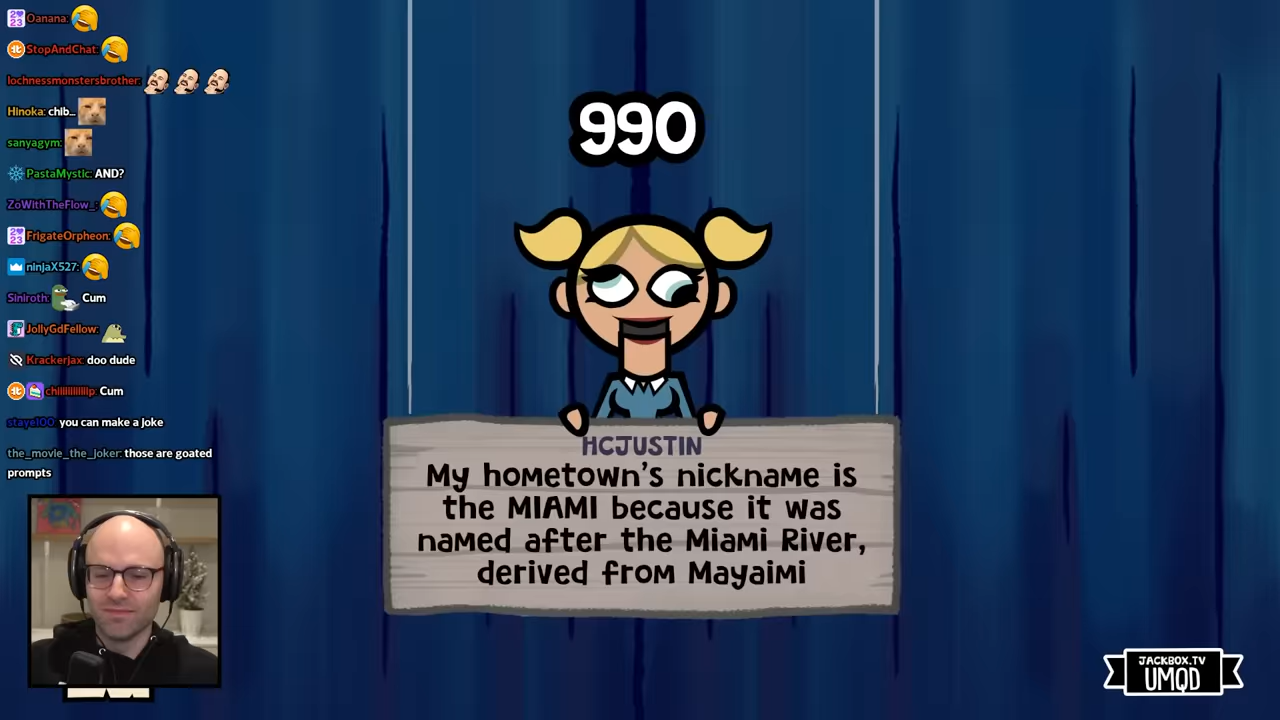 Oanana:
StopAndChat:
lochnessmonstersbrother:
Hinoka: chib...
sanyagym:
PastaMystic: AND?
ZoWithTheFlow_:
FrigateOrpheon:
ninjaX527:
Siniroth: Cum
JollyGdFellow:
Krackerjax: doo dude
Cum
staye100: you can make a joke
the_movie_the_joker: those are goated
prompts
990
HCJUSTIN
My hometown's nickname is
the MIAMI because it was
named after the Miami River,
derived from Mayaimi
JACKBOX.TV
UMQD